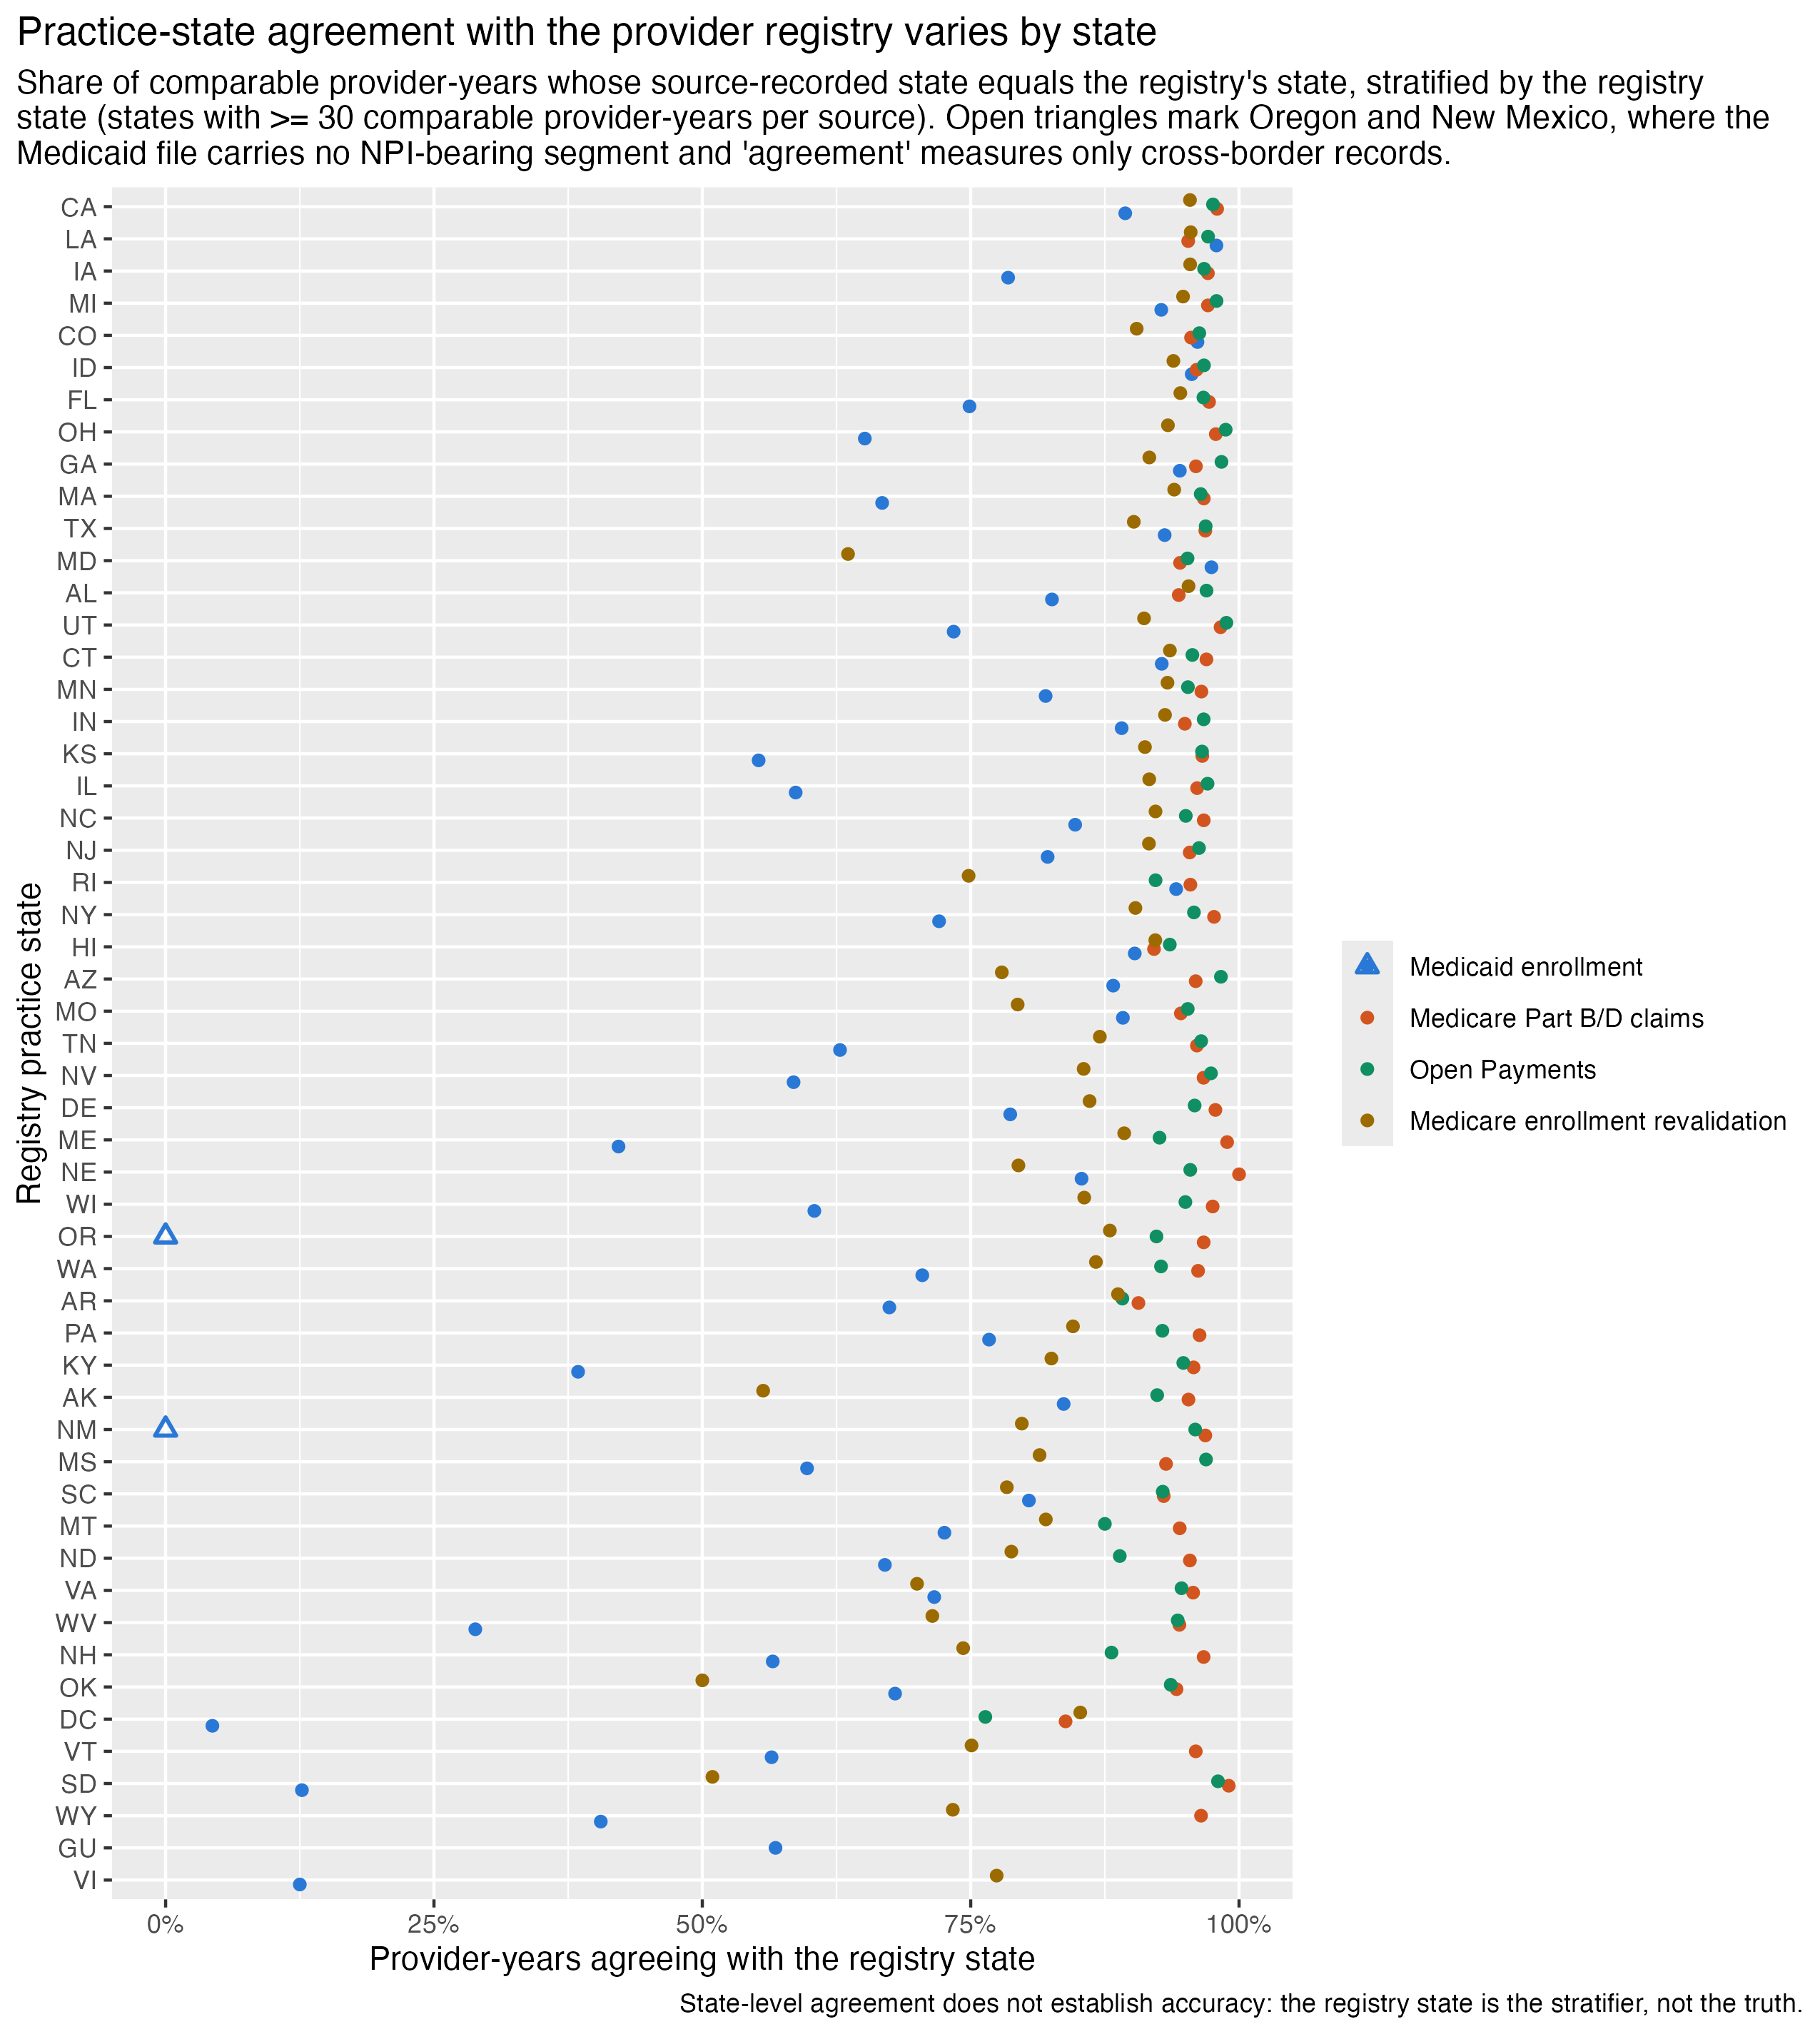 Practice-state agreement with the provider registry varies by state
Share of comparable provider-years whose source-recorded state equals the registry's state, stratified by the registry
state (states with >= 30 comparable provider-years per source). Open triangles mark Oregon and New Mexico, where the
Medicaid file carries no NPI-bearing segment and 'agreement' measures only cross-border records.
Registry practice state
CA
LA
IA
MI
CO
ID
FL
OH
GA
MA
TX
MD
AL
UT
CT
MN
IN
KS
IL
NC
NJ
RI
NY
HI
AZ
MO
TN
NV
DE
ME
NE
WI
OR
WA
AR
PA
KY
AK
NM
MS
SC
MT
ND
VA
WV
NH
OK
DC
VT
SD
WY
GU
VI
0%
25%
50%
75%
100%
Provider-years agreeing with the registry state
Medicaid enrollment
Medicare Part B/D claims
Open Payments
Medicare enrollment revalidation
State-level agreement does not establish accuracy: the registry state is the stratifier, not the truth.